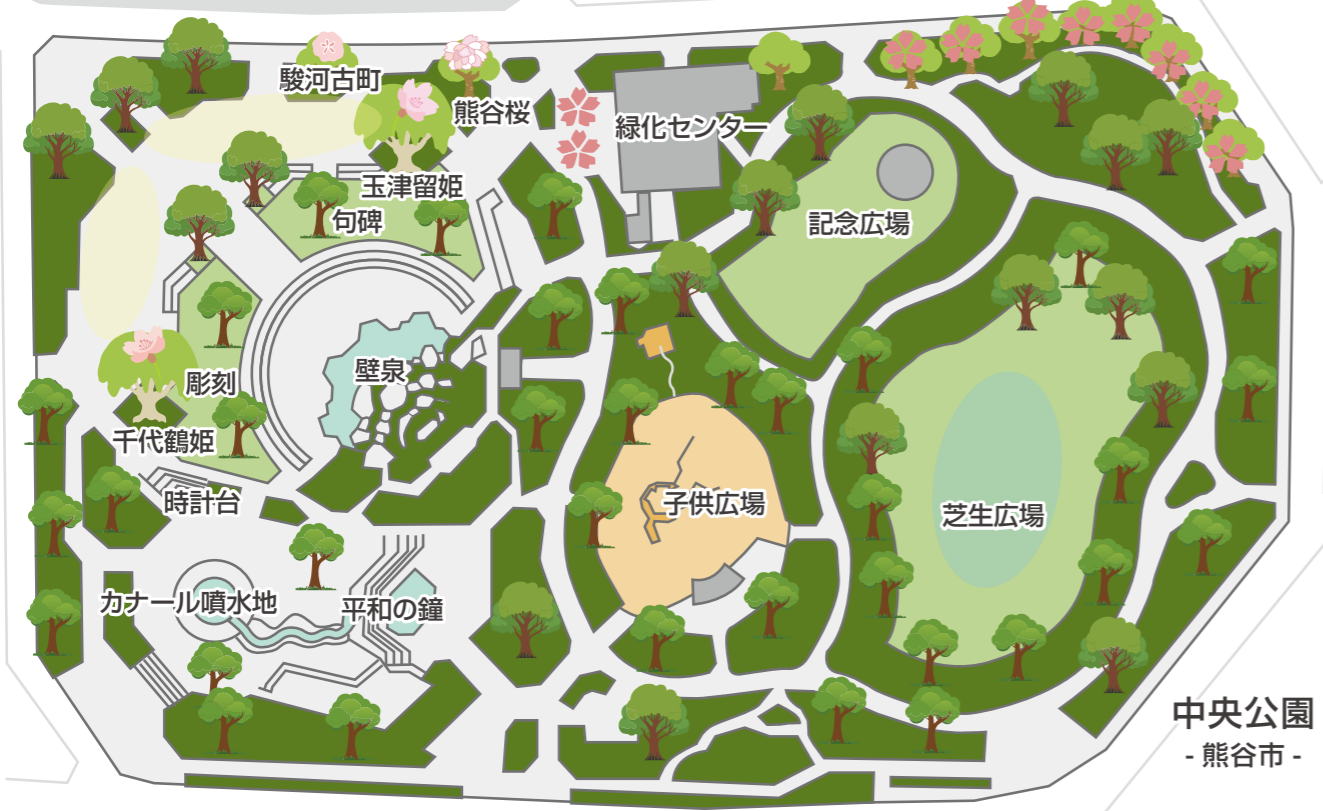 駿河古町
熊谷桜
緑化センター
玉津留姫
句碑
記念広場
壁泉
彫刻
千代鶴姫
時計台
子供広場
芝生広場
カナール噴水地
平和の鐘
中央公園
- 熊谷市 -